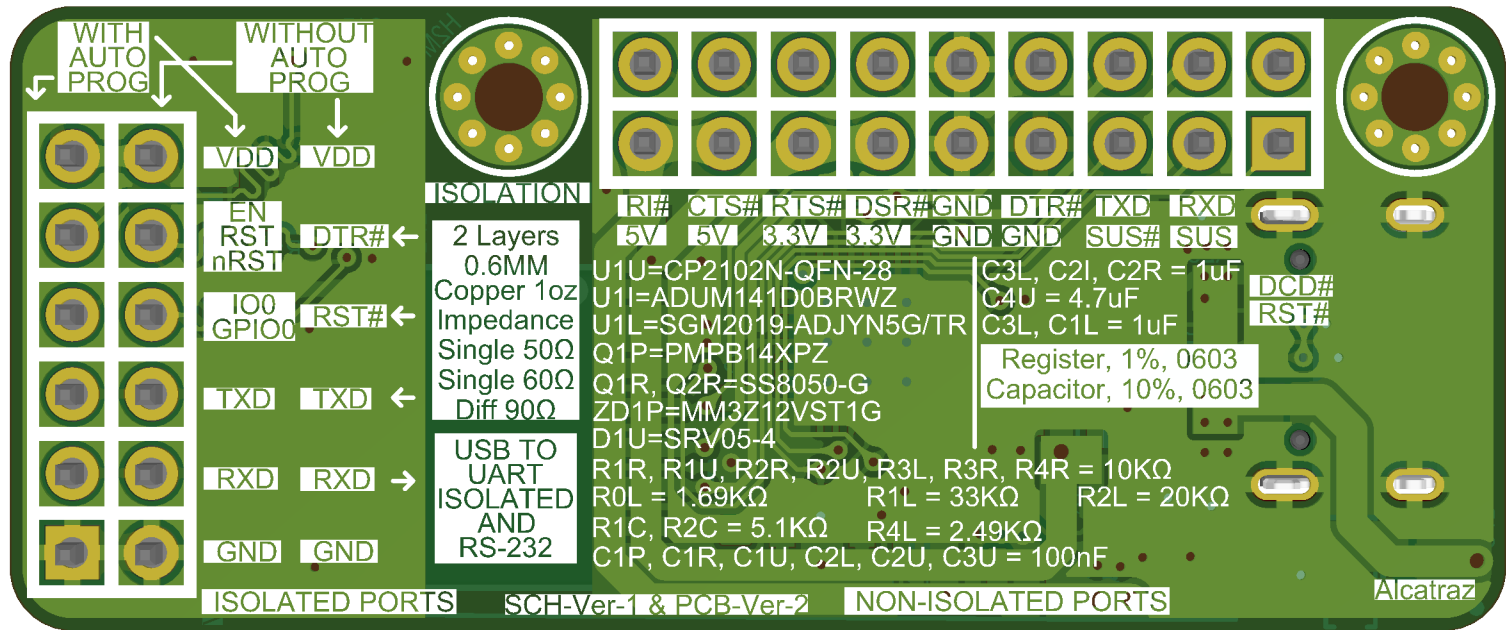 WITH
AUTO
PROG
WITHOUT
AUTO
PROG
VDD VDD
EN
RST
nRST
DTR#
IO0
GPIO0
RST#
TXD TXD
RXD RXD
GND GND
ISOLATED PORTS
ISOLATION
2 Layers
0.6MM
Copper 1oz
Impedance
Single 50Ω
Single 60Ω
Diff 90Ω
USB TO
UART
ISOLATED
AND
RS-232
SCH-Ver-1 & PCB-Ver-2
RI# CTS# RTS# DSR# GND DTR# TXD RXD
5V 5V 3.3V 3.3V GND GND SUS# SUS
U1U=CP2102N-QFN-28
U1I=ADUM141D0BRWZ
U1L=SGM2019-ADJYN5G/TR
Q1P=PMPB14XPZ
Q1R, Q2R=SS8050-G
ZD1P=MM3Z12VST1G
D1U=SRV05-4
C3L, C2I, C2R = 1uF
C4U = 4.7uF
C3L, C1L = 1uF
Register, 1%, 0603
Capacitor, 10%, 0603
DCD#
RST#
R1R, R1U, R2R, R2U, R3L, R3R, R4R = 10KΩ
R0L = 1.69KΩ R1L = 33KΩ R2L = 20KΩ
R1C, R2C = 5.1KΩ R4L = 2.49KΩ
C1P, C1R, C1U, C2L, C2U, C3U = 100nF
NON-ISOLATED PORTS
Alcatraz